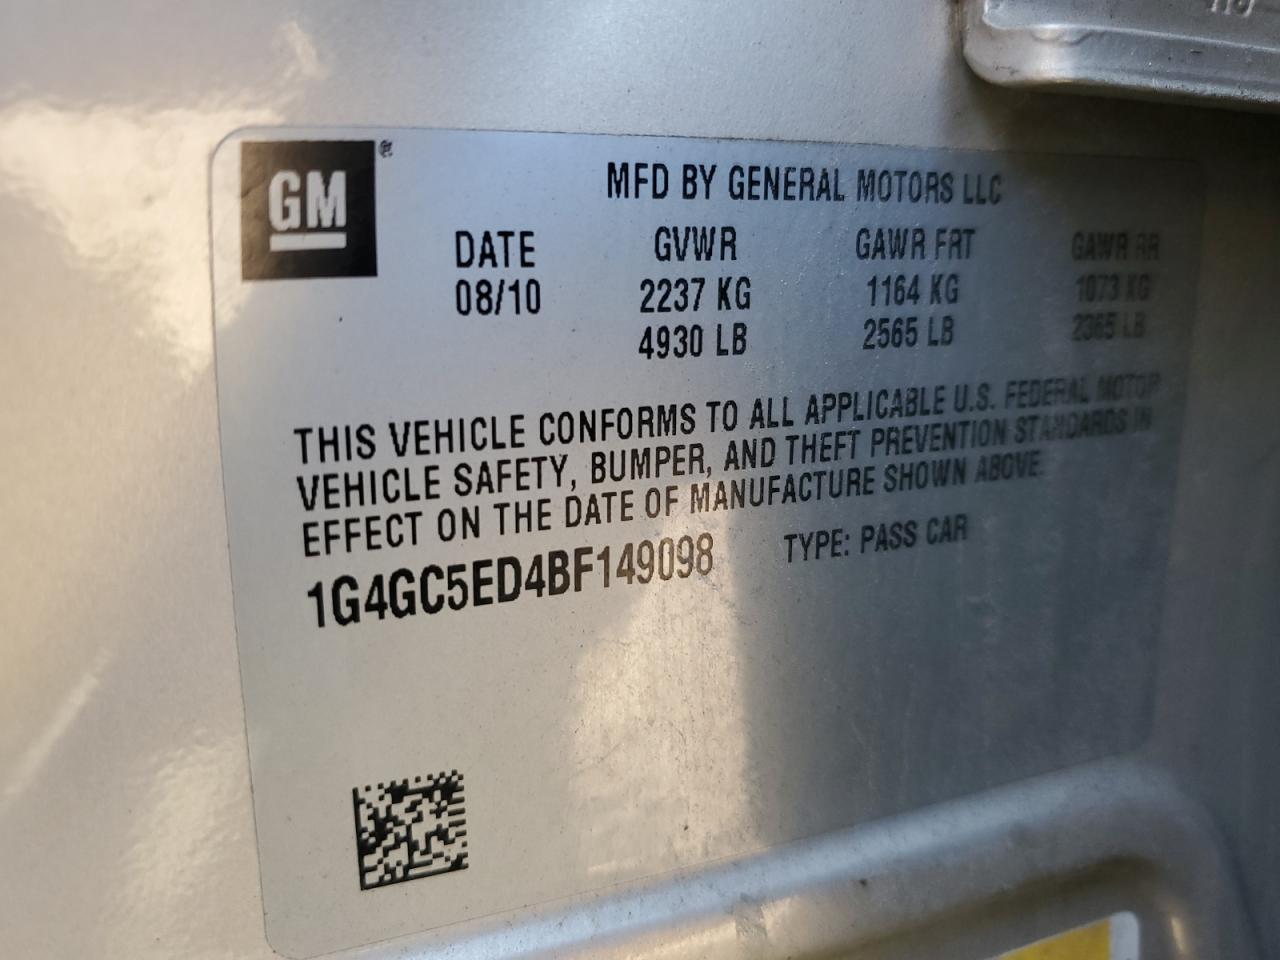 GM ®
MFD BY GENERAL MOTORS LLC
DATE GVWR GAWR FRT GAWR RR
08/10 2237 KG 1164 KG 1073 KG
4930 LB 2565 LB 2365 LB
THIS VEHICLE CONFORMS TO ALL APPLICABLE U.S. FEDERAL MOTOR
VEHICLE SAFETY, BUMPER, AND THEFT PREVENTION STANDARDS IN
EFFECT ON THE DATE OF MANUFACTURE SHOWN ABOVE.
1G4GC5ED4BF149098 TYPE: PASS CAR